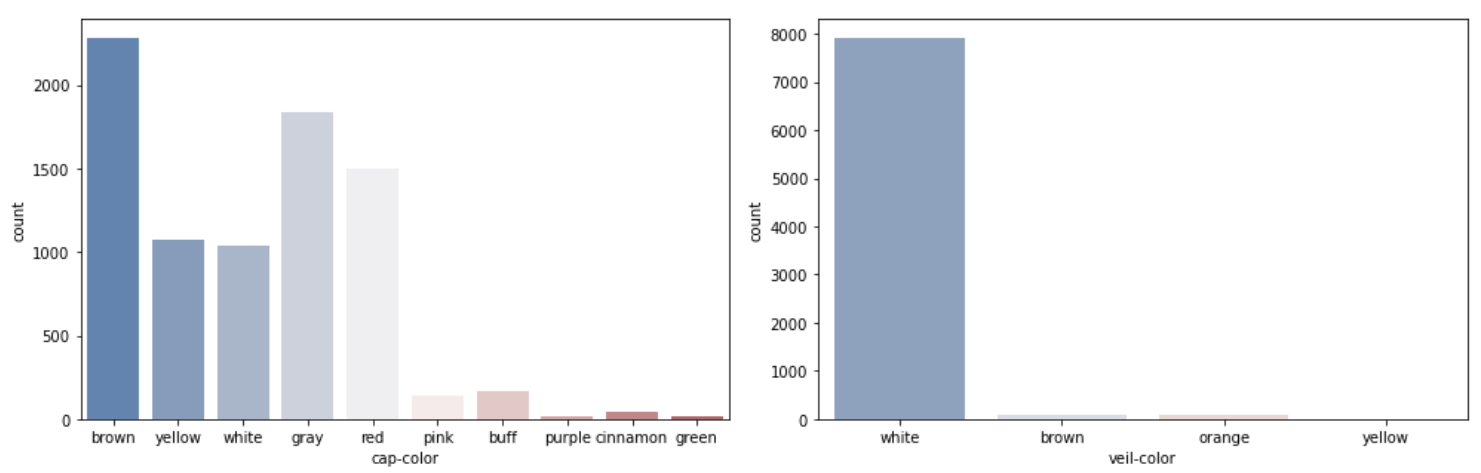 count
2000
1500
1000
500
0
brown yellow white gray red pink buff purple cinnamon green
cap-color
count
8000
7000
6000
5000
4000
3000
2000
1000
0
white brown orange yellow
veil-color